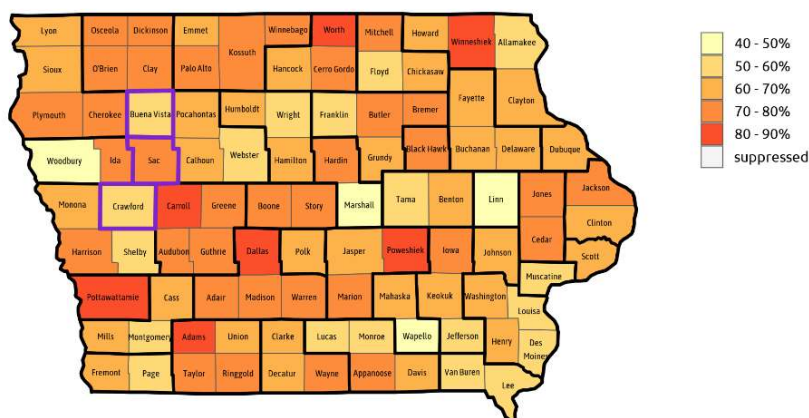 Lyon Osceola Dickinson Emmet Winnebago Worth Mitchell Howard Winneshiek Allamakee
Kossuth
Sioux O'Brien Clay Palo Alto Hancock Cerro Gordo Floyd Chickasaw
Fayette Clayton
Plymouth Cherokee Buena Vista Pocahontas Humboldt Wright Franklin Butler Bremer
Woodbury Ida Sac Calhoun Webster Hamilton Hardin Grundy Black Hawk Buchanan Delaware Dubuque
Monona Crawford Carroll Greene Boone Story Marshall Tama Benton Linn Jones Jackson
Clinton
Harrison Shelby Audubon Guthrie Dallas Polk Jasper Poweshiek Iowa Johnson Cedar Scott
Muscatine
Pottawattamie Cass Adair Madison Warren Marion Mahaska Keokuk Washington
Louisa
Mills Montgomery Adams Union Clarke Lucas Monroe Wapello Jefferson Henry Des
Moines
Fremont Page Taylor Ringgold Decatur Wayne Appanoose Davis Van Buren Lee
40 - 50%
50 - 60%
60 - 70%
70 - 80%
80 - 90%
suppressed